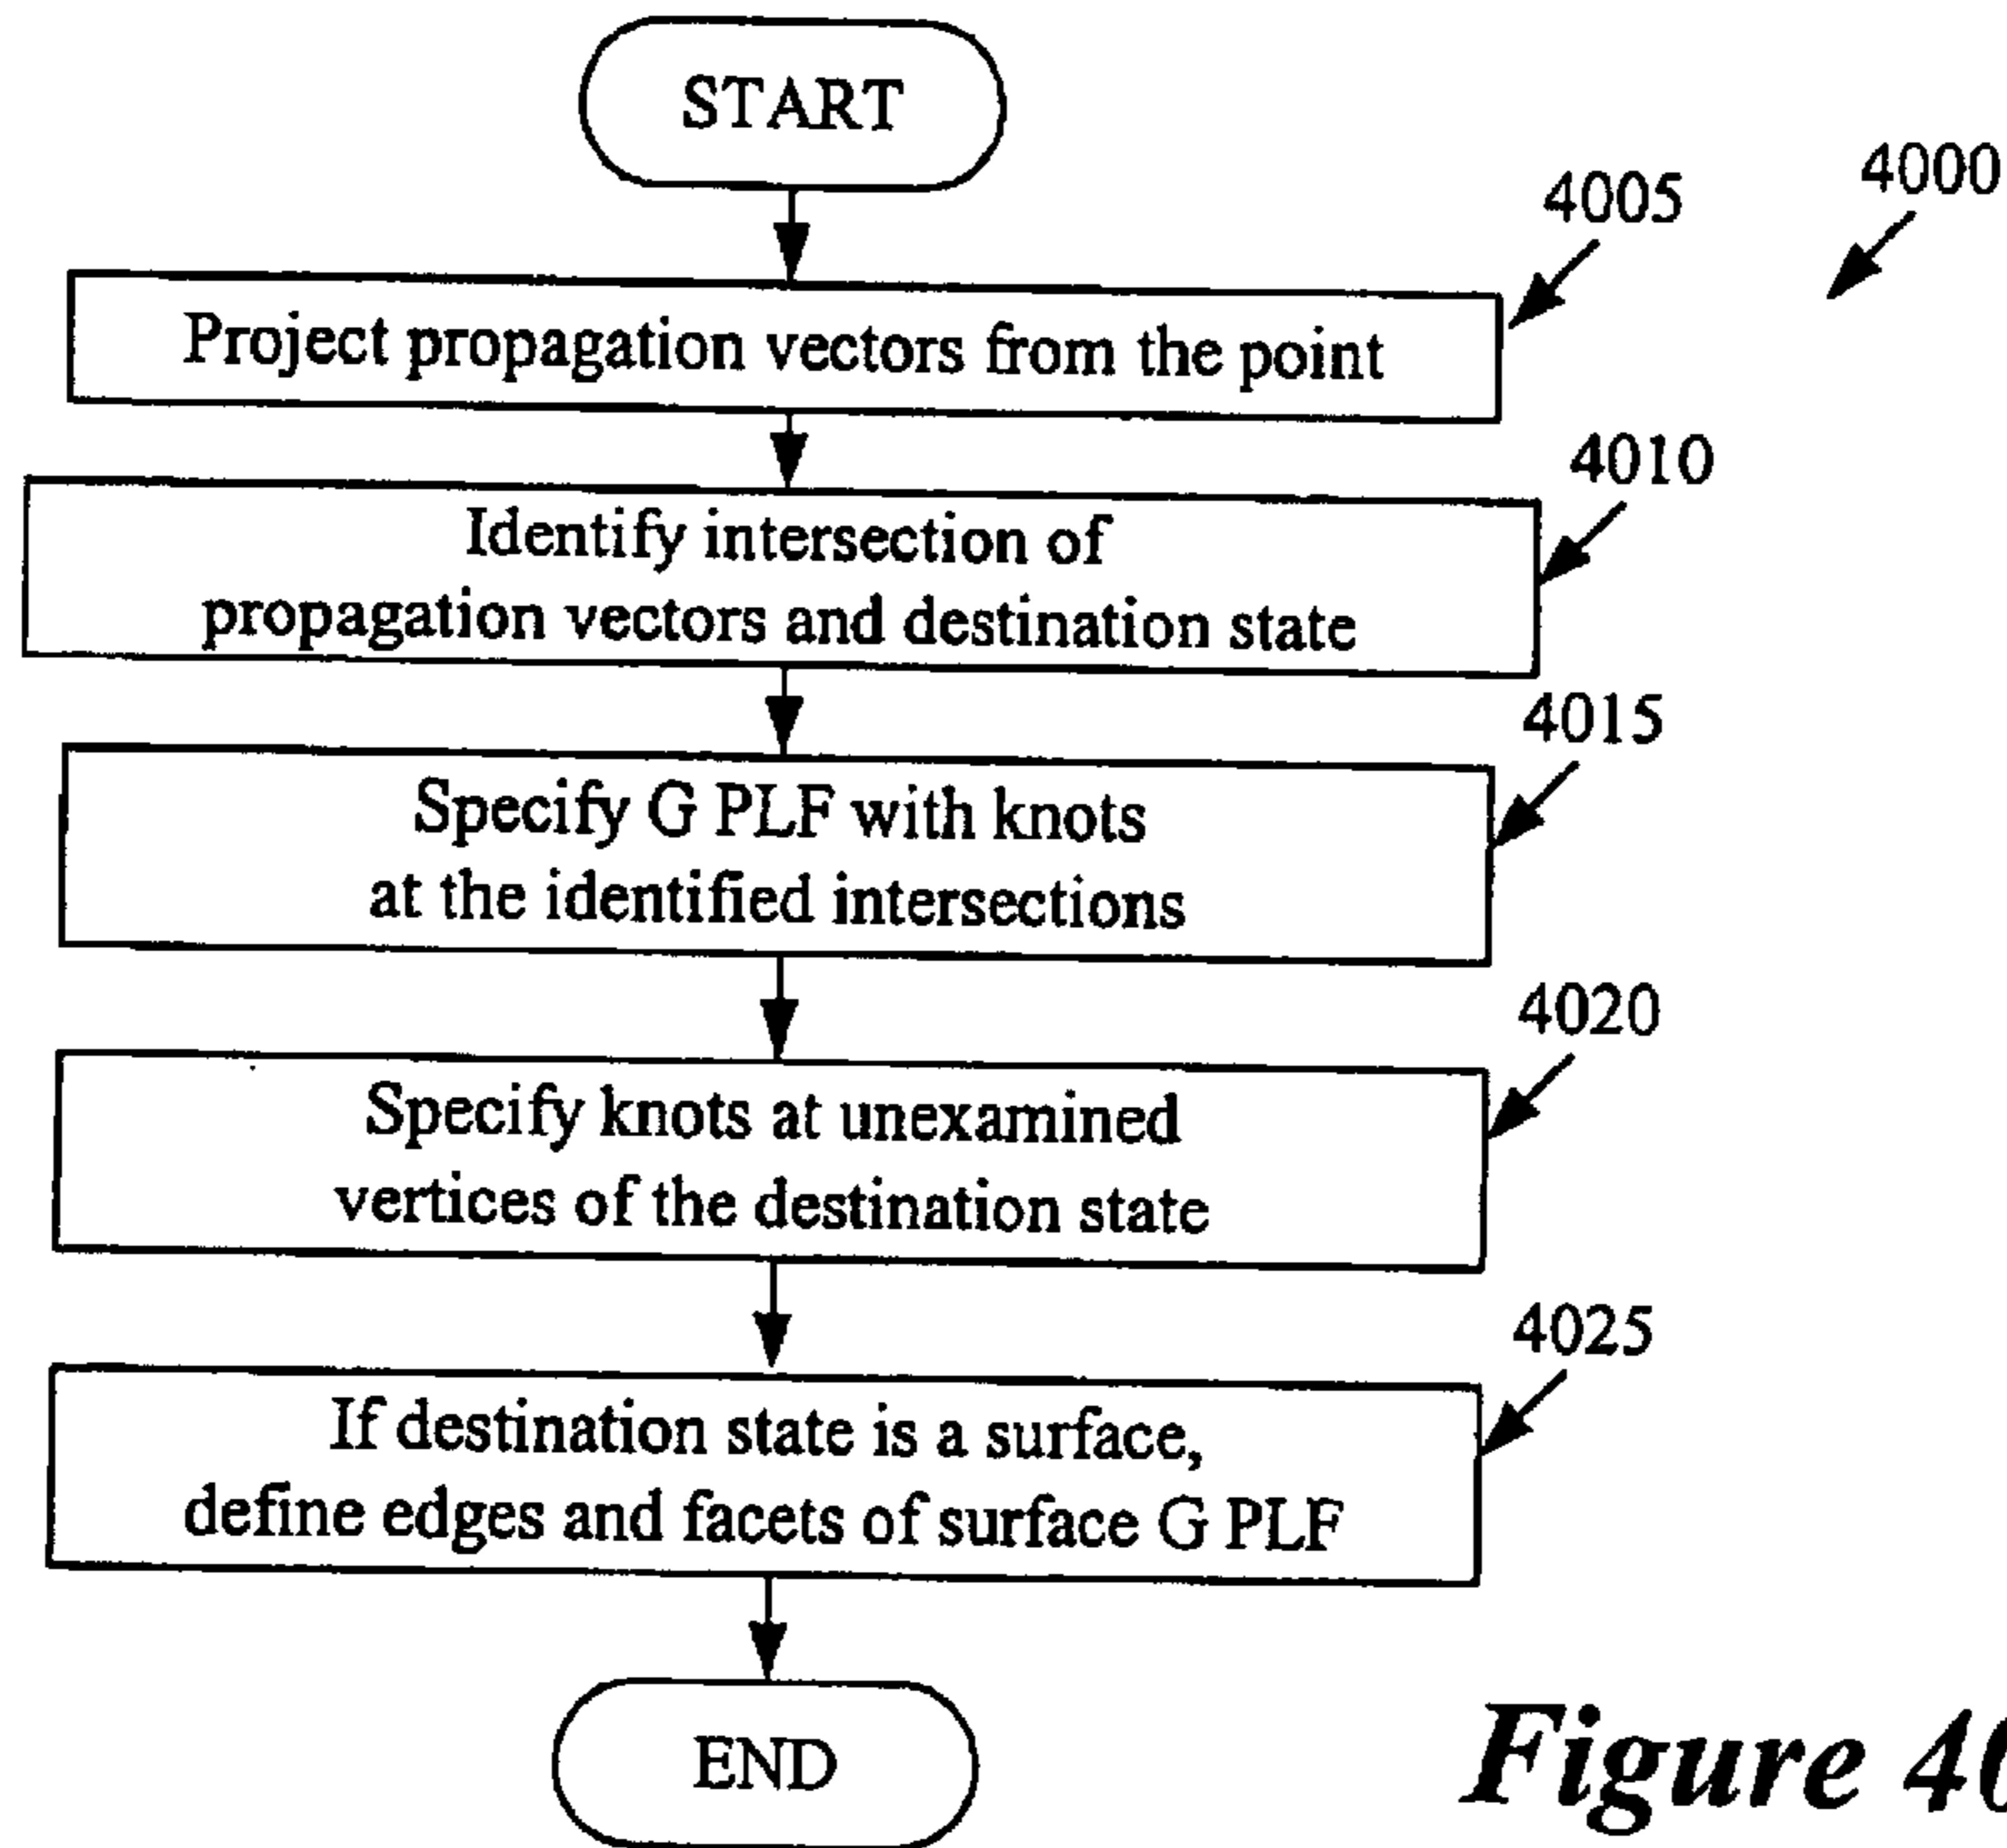 START
4000
4005
Project propagation vectors from the point
4010
Identify intersection of
propagation vectors and destination state
4015
Specify G PLF with knots
at the identified intersections
4020
Specify knots at unexamined
vertices of the destination state
4025
If destination state is a surface,
define edges and facets of surface G PLF
END
Figure 40